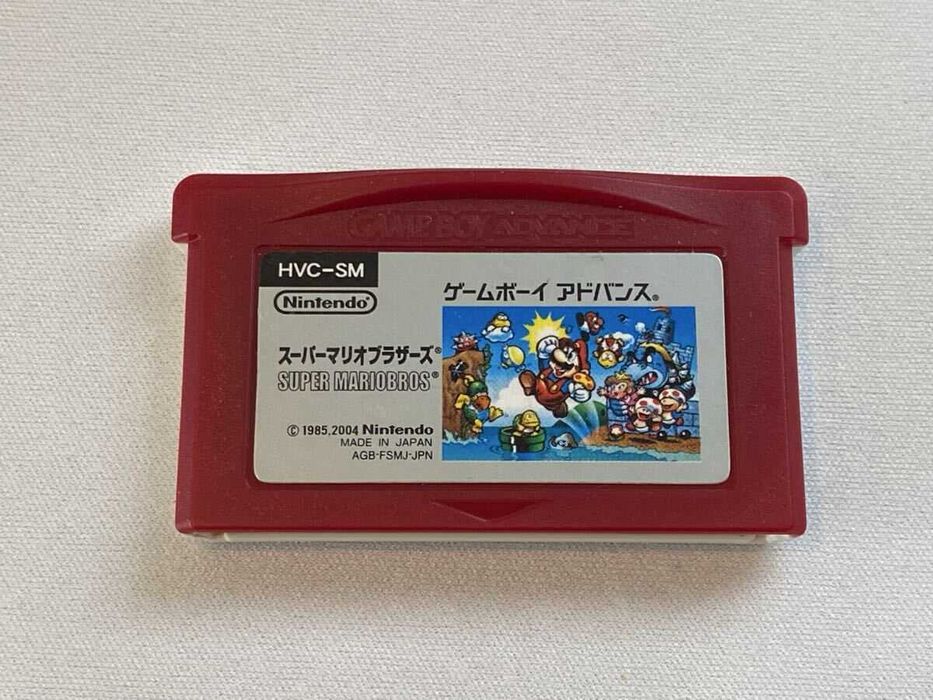 GAME BOY ADVANCE
HVC-SM
Nintendo®
ゲームボーイ アドバンス®
スーパーマリオブラザーズ®
SUPER MARIOBROS®
© 1985,2004 Nintendo
MADE IN JAPAN
AGB-FSMJ-JPN